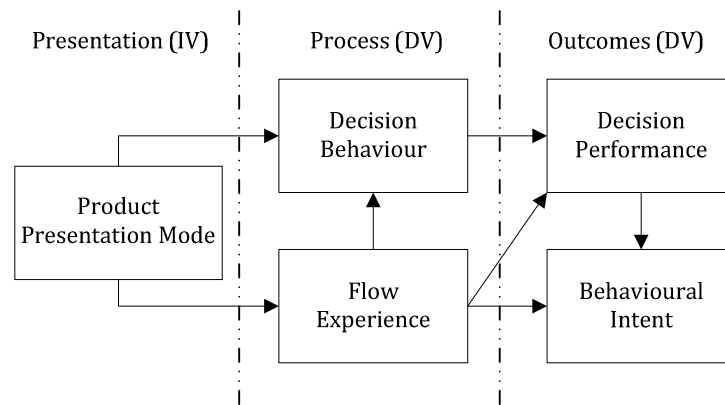 Presentation (IV)
Process (DV)
Outcomes (DV)
Product
Presentation Mode
Decision
Behaviour
Flow
Experience
Decision
Performance
Behavioural
Intent